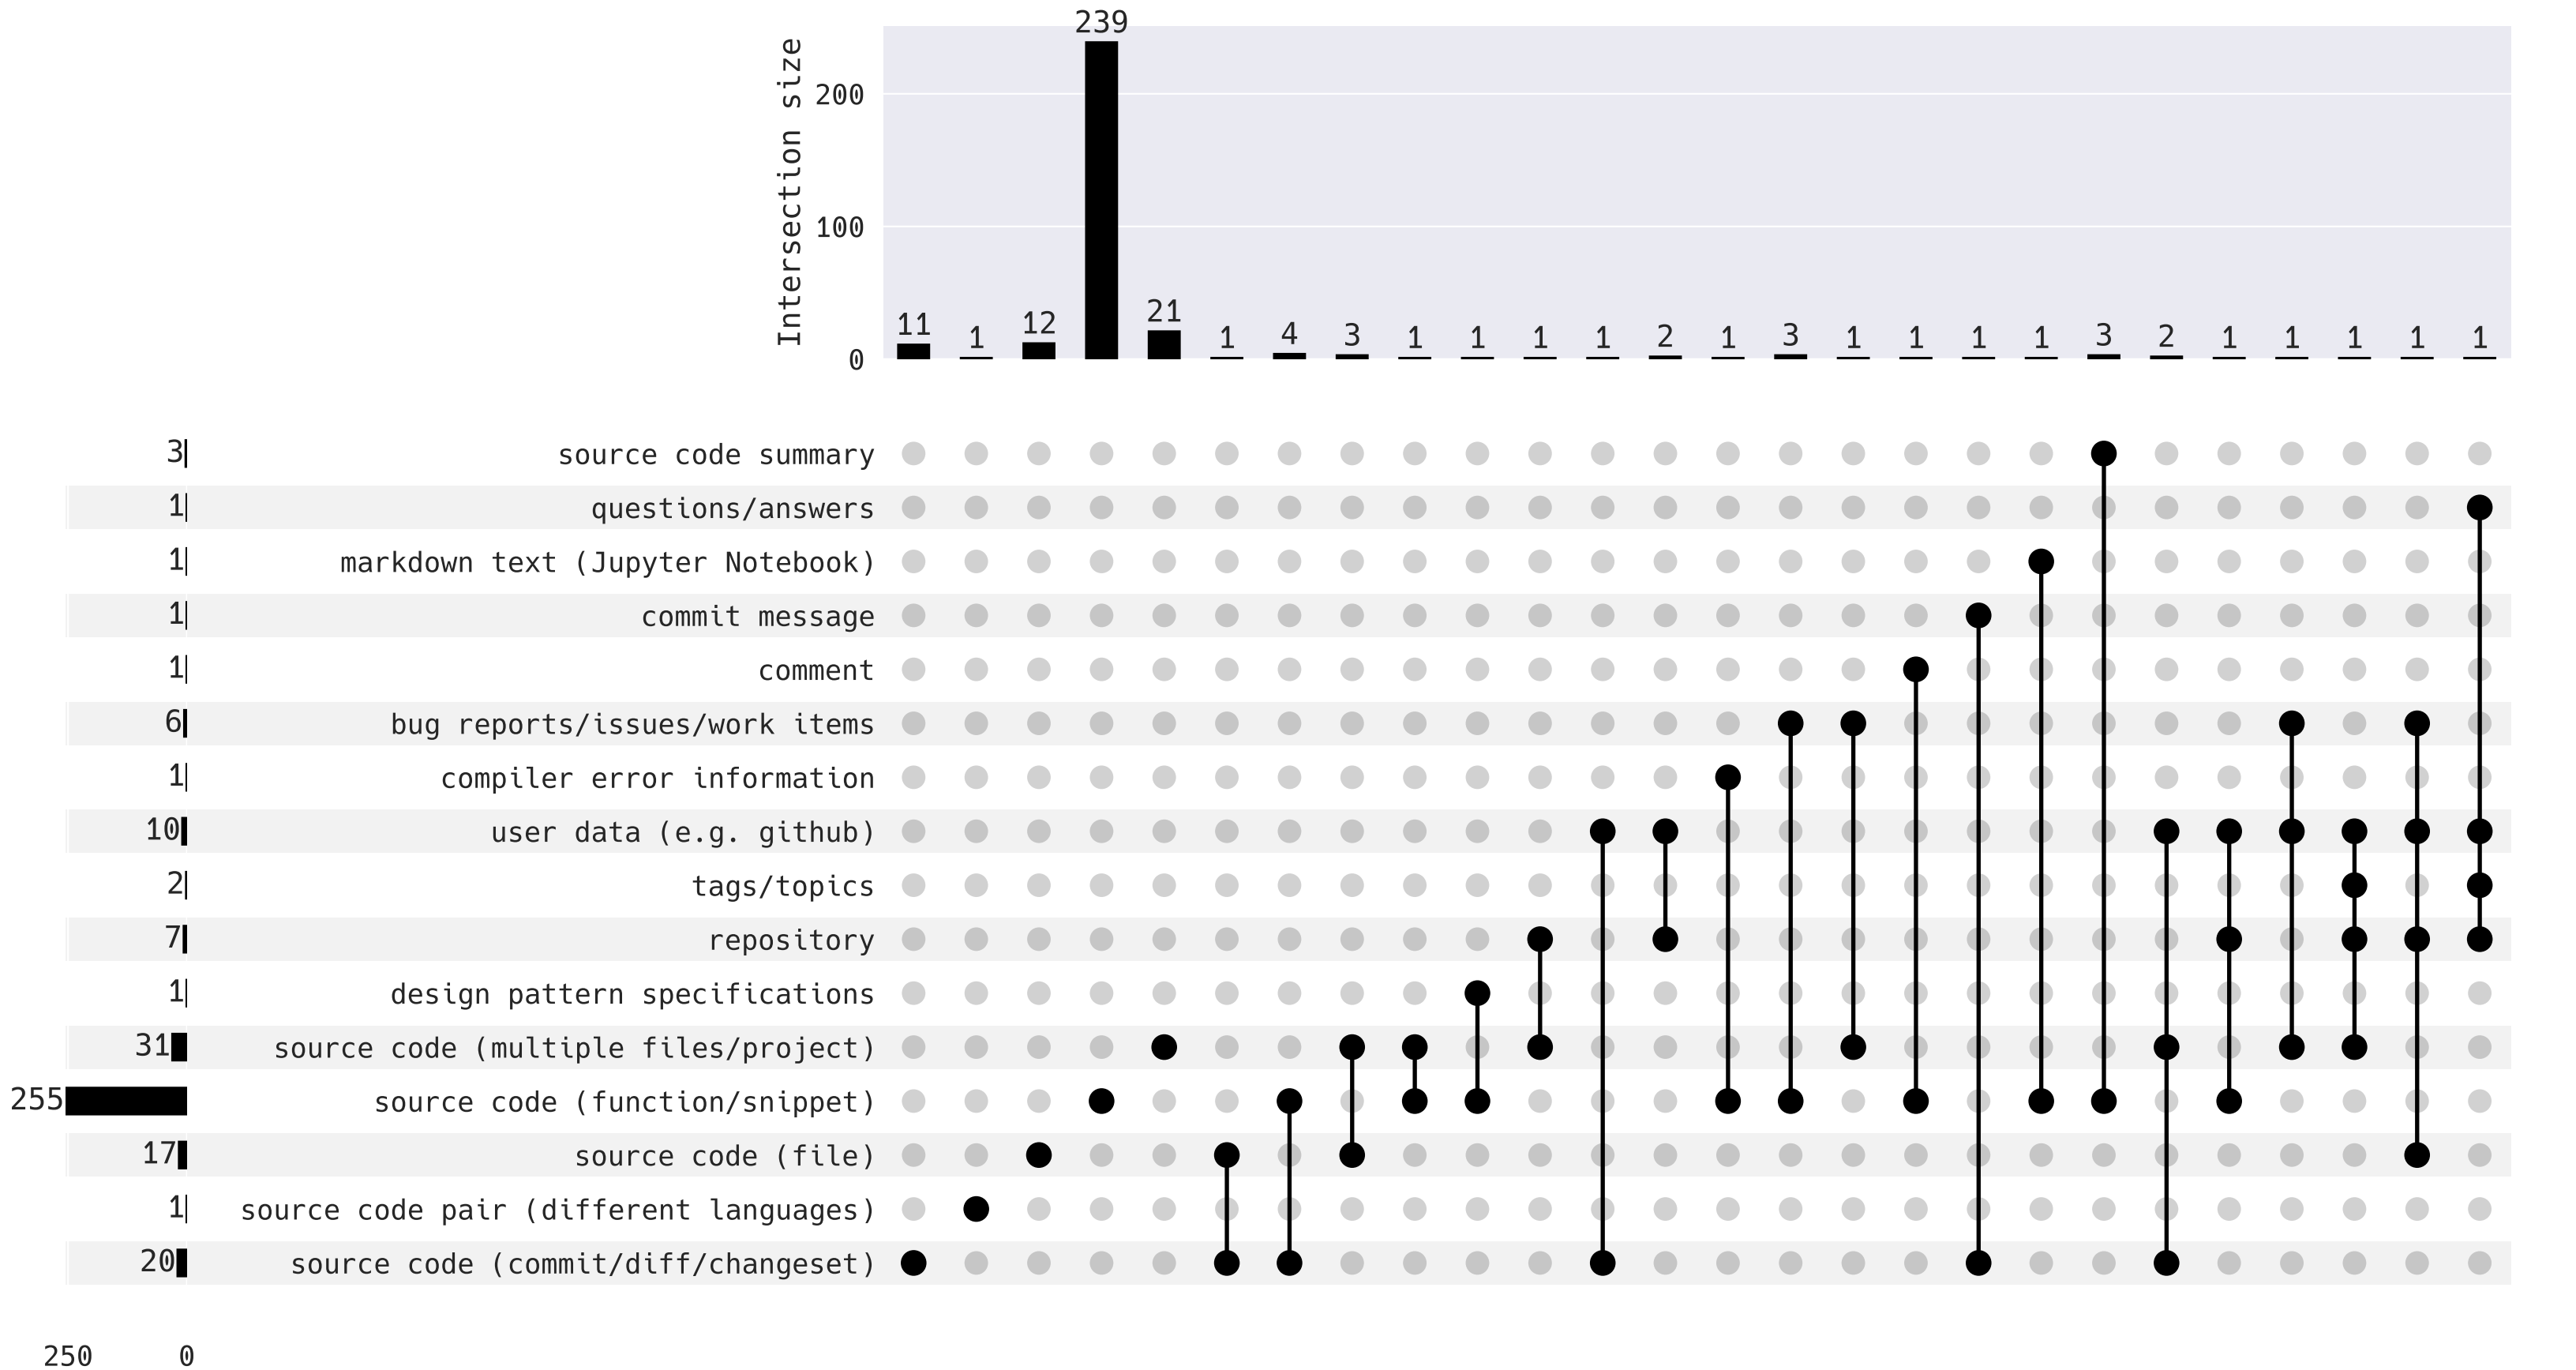 239
Intersection size
200
100
0
11 1 12 21 1 4 3 1 1 1 1 2 1 3 1 1 1 1 3 2 1 1 1 1 1
3 source code summary
1 questions/answers
1 markdown text (Jupyter Notebook)
1 commit message
1 comment
6 bug reports/issues/work items
1 compiler error information
10 user data (e.g. github)
2 tags/topics
7 repository
1 design pattern specifications
31 source code (multiple files/project)
255 source code (function/snippet)
17 source code (file)
1 source code pair (different languages)
20 source code (commit/diff/changeset)
250 0